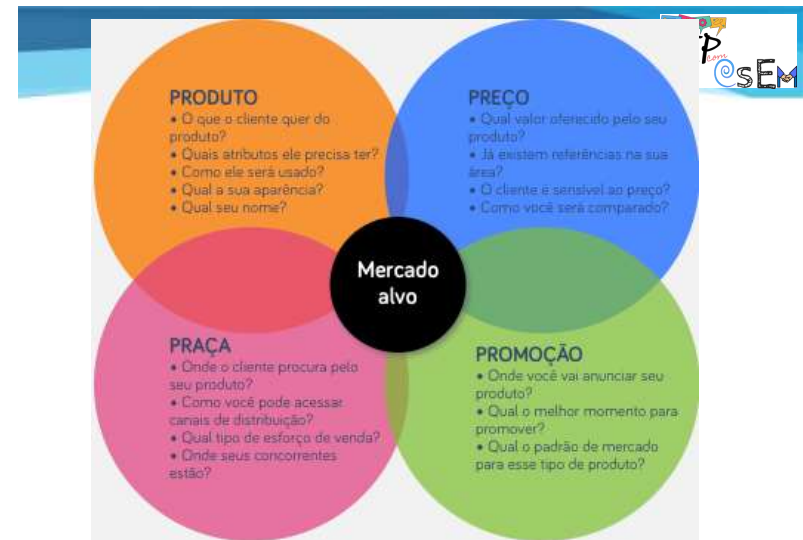 PRODUTO
• O que o cliente quer do
produto?
• Quais atributos ele precisa ter?
• Como ele será usado?
• Qual a sua aparência?
• Qual seu nome?
PREÇO
• Qual valor oferecido pelo seu
produto?
• Já existem referências na sua
área?
• O cliente é sensível ao preço?
• Como você será comparado?
Mercado
alvo
PRAÇA
• Onde o cliente procura pelo
seu produto?
• Como você pode acessar
canais de distribuição?
• Qual tipo de esforço de venda?
• Onde seus concorrentes
estão?
PROMOÇÃO
• Onde você vai anunciar seu
produto?
• Qual o melhor momento para
promover?
• Qual o padrão de mercado
para esse tipo de produto?
com